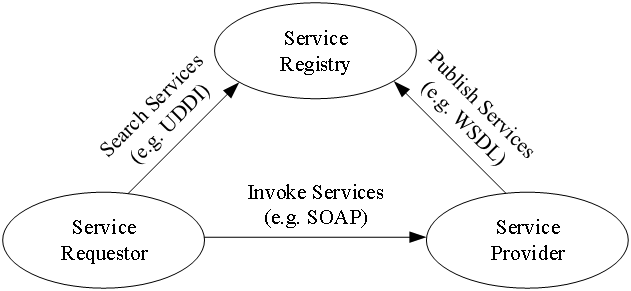 Service
Registry
Search Services
(e.g. UDDI)
Publish Services
(e.g. WSDL)
Invoke Services
(e.g. SOAP)
Service
Requestor
Service
Provider